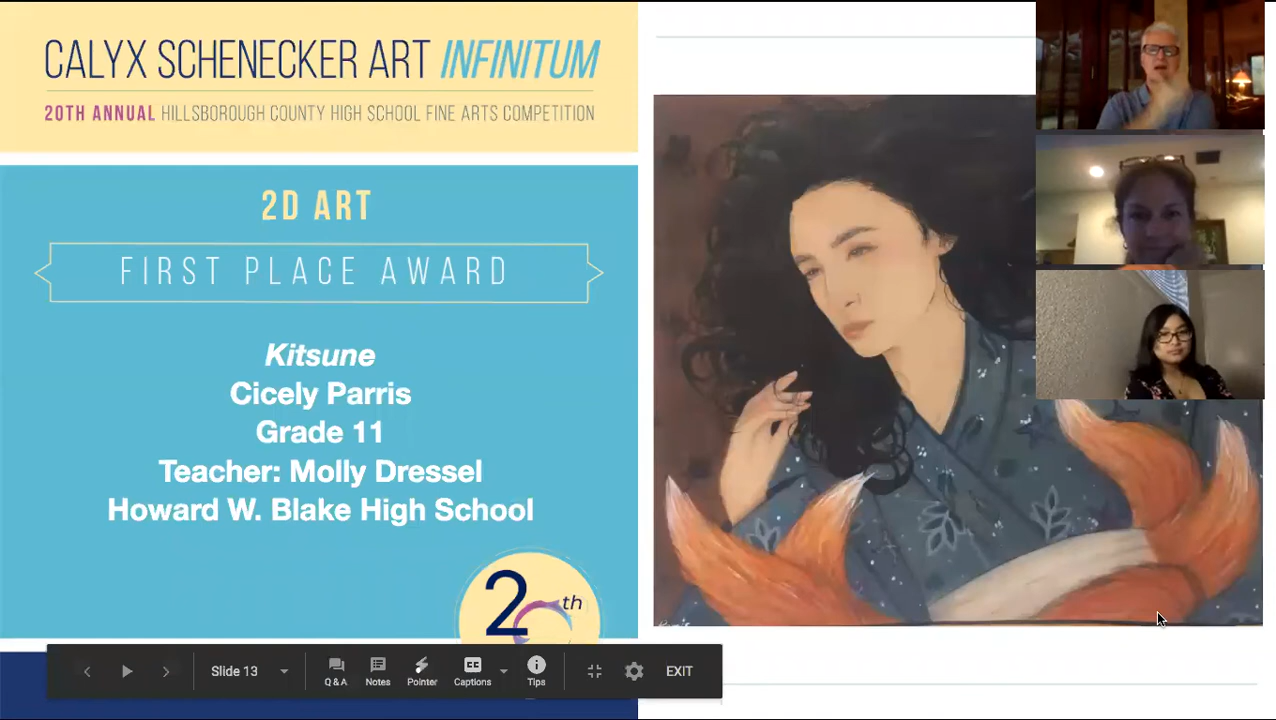 CALYX SCHENECKER ART INFINITUM
20TH ANNUAL HILLSBOROUGH COUNTY HIGH SCHOOL FINE ARTS COMPETITION
2D ART
FIRST PLACE AWARD
Kitsune
Cicely Parris
Grade 11
Teacher: Molly Dressel
Howard W. Blake High School
20th
Slide 13
Q & A
Notes
Pointer
CC
Captions
Tips
EXIT